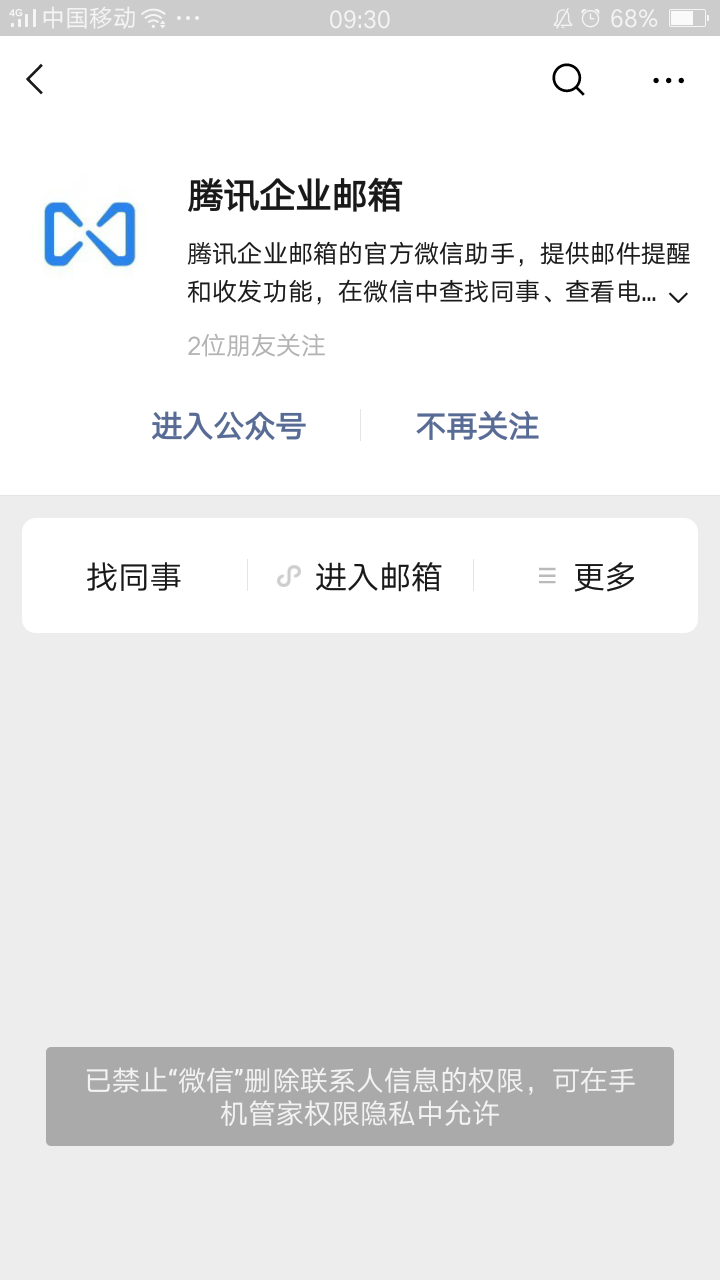 4G 中国移动 09:30 68%
腾讯企业邮箱
腾讯企业邮箱的官方微信助手，提供邮件提醒
和收发功能，在微信中查找同事、查看电...
2位朋友关注
进入公众号 不再关注
找同事 进入邮箱 更多
已禁止“微信”删除联系人信息的权限，可在手
机管家权限隐私中允许